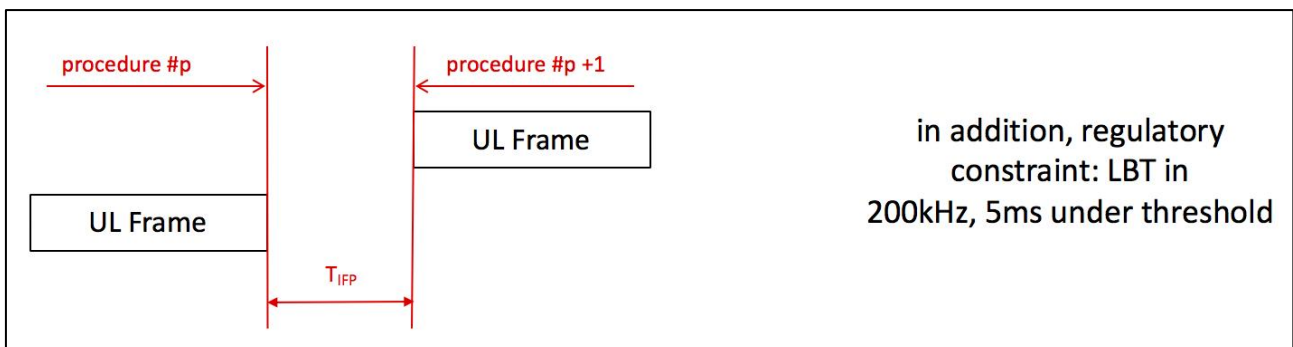 procedure #p
procedure #p +1
UL Frame
UL Frame
TIFP
in addition, regulatory
constraint: LBT in
200kHz, 5ms under threshold